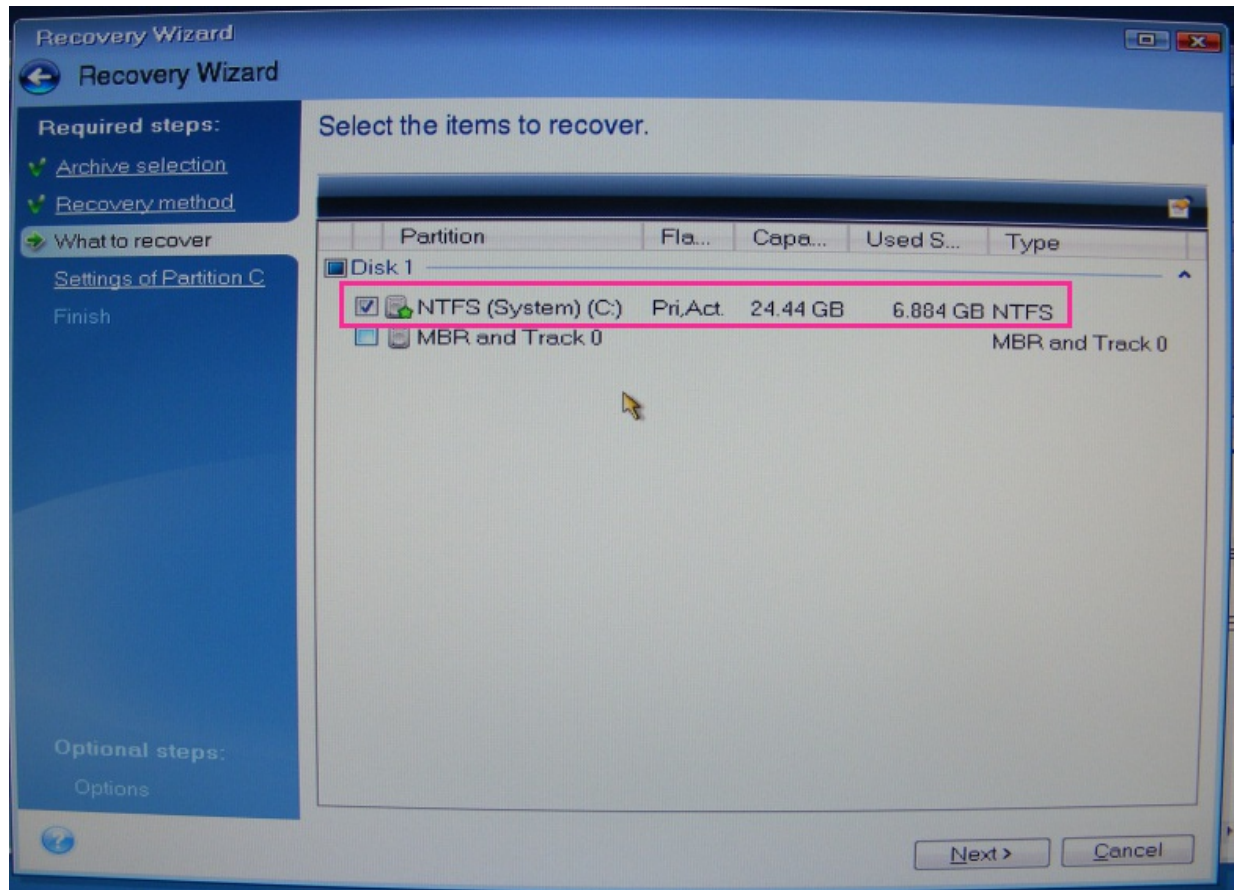 Recovery Wizard
Recovery Wizard
Required steps:
Archive selection
Recovery method
What to recover
Settings of Partition C
Finish
Optional steps:
Options
Select the items to recover.
Partition Fla... Capa... Used S... Type
Disk 1
NTFS (System) (C:) Pri,Act. 24.44 GB 6.884 GB NTFS
MBR and Track 0 MBR and Track 0
Next >
Cancel